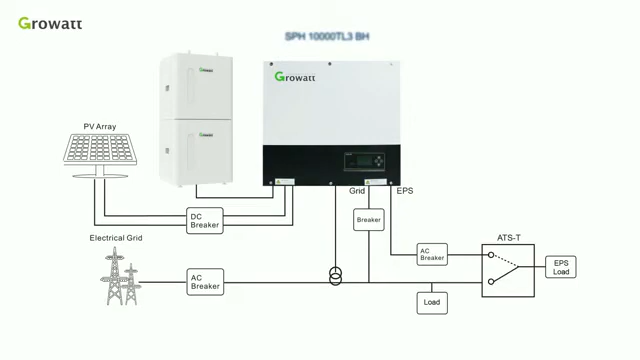 Growatt
SPH 10000TL3 BH
Growatt
Growatt
Growatt
PV Array
Grid
EPS
DC
Breaker
Breaker
Electrical Grid
AC
Breaker
ATS-T
EPS
Load
AC
Breaker
Load